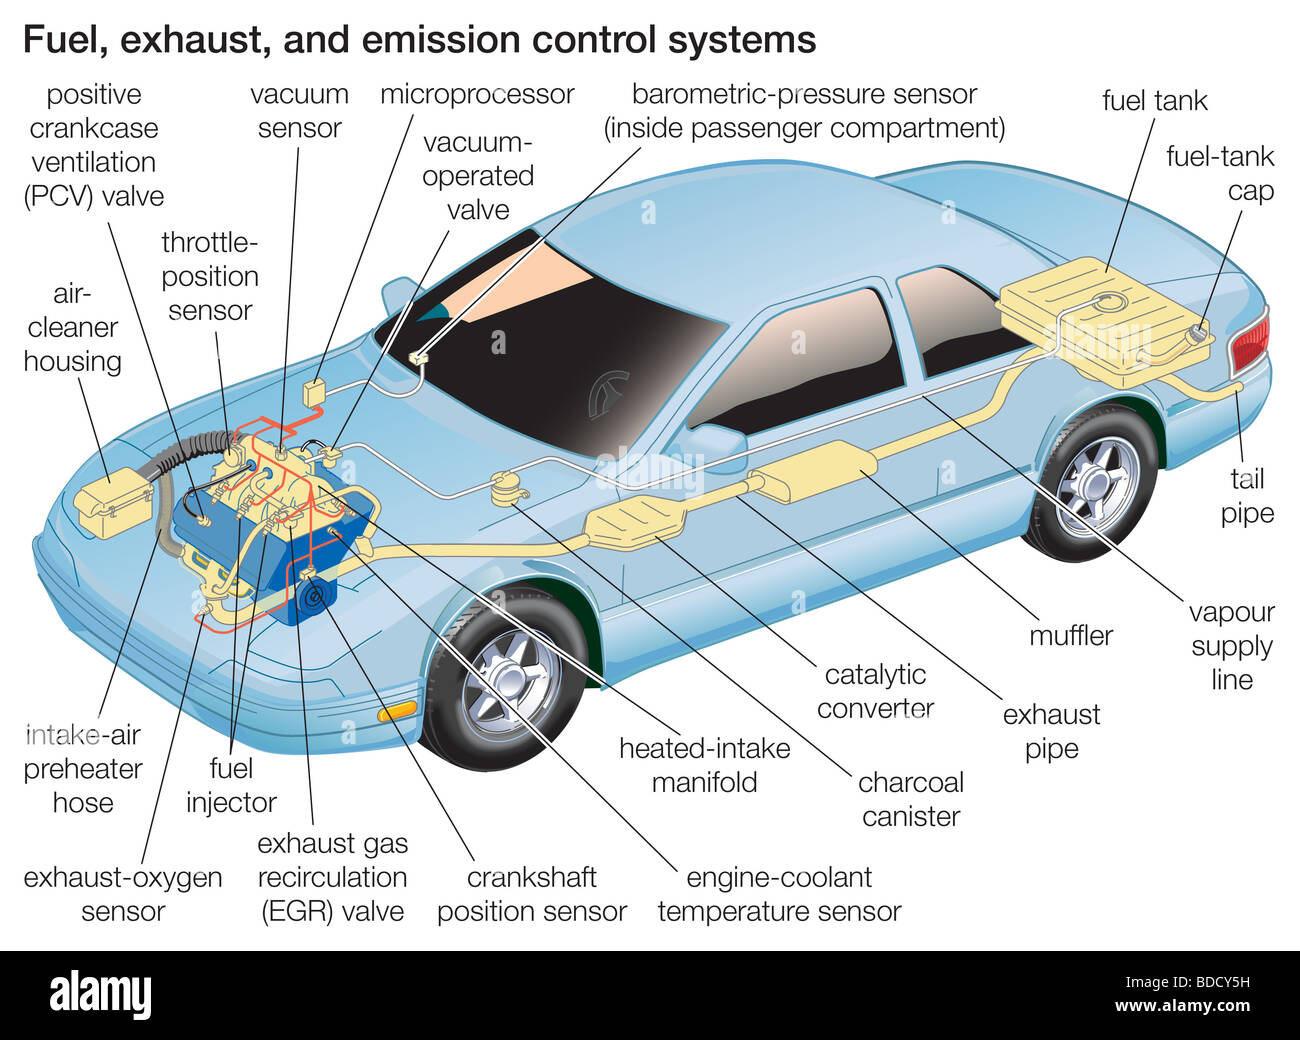 Fuel, exhaust, and emission control systems
positive
crankcase
ventilation
(PCV) valve
vacuum
sensor
microprocessor
vacuum-
operated
valve
barometric-pressure sensor
(inside passenger compartment)
fuel tank
fuel-tank
cap
throttle-
position
sensor
air-
cleaner
housing
tail
pipe
vapour
supply
line
muffler
catalytic
converter
exhaust
pipe
heated-intake
manifold
charcoal
canister
intake-air
preheater
hose
fuel
injector
exhaust-oxygen
sensor
exhaust gas
recirculation
(EGR) valve
crankshaft
position sensor
engine-coolant
temperature sensor
a
a
a
a
a
a
alamy
alamy
Image ID: BDCY5H
www.alamy.com